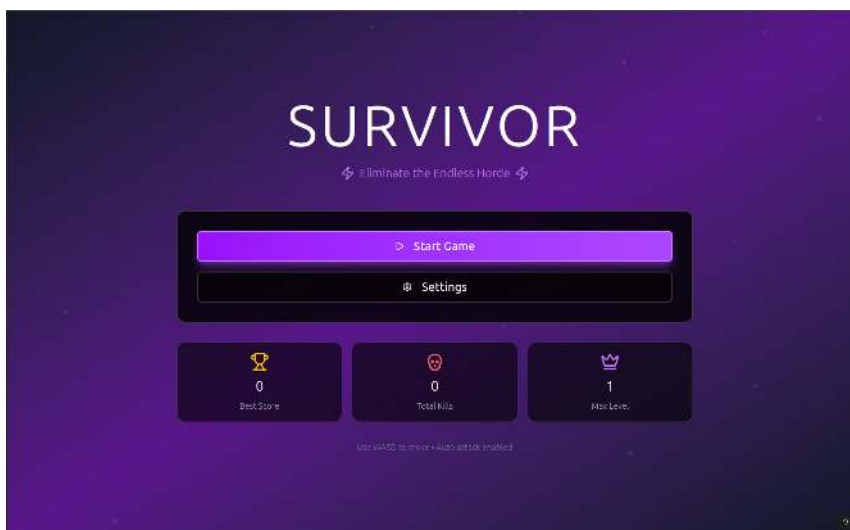 SURVIVOR
Eliminate the Endless Horde
Start Game
Settings
0
0
1
Best Score
Total Kills
Max Level
Use WASD to move • Auto-attack enabled